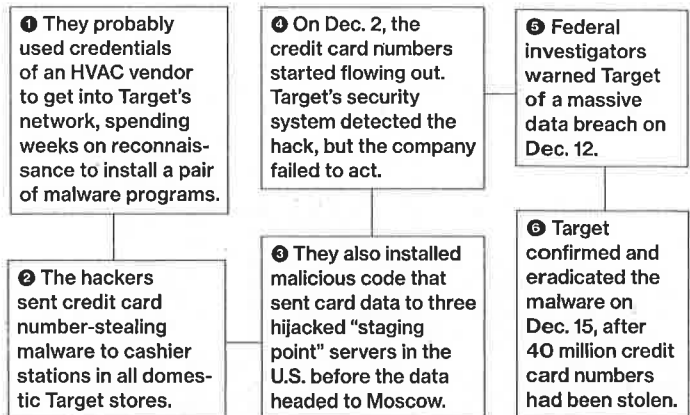 ❶ They probably
used credentials
of an HVAC vendor
to get into Target's
network, spending
weeks on reconnais-
sance to install a pair
of malware programs.
❷ The hackers
sent credit card
number-stealing
malware to cashier
stations in all domes-
tic Target stores.
❸ They also installed
malicious code that
sent card data to three
hijacked “staging
point” servers in the
U.S. before the data
headed to Moscow.
❹ On Dec. 2, the
credit card numbers
started flowing out.
Target's security
system detected the
hack, but the company
failed to act.
❺ Federal
investigators
warned Target
of a massive
data breach on
Dec. 12.
❻ Target
confirmed and
eradicated the
malware on
Dec. 15, after
40 million credit
card numbers
had been stolen.